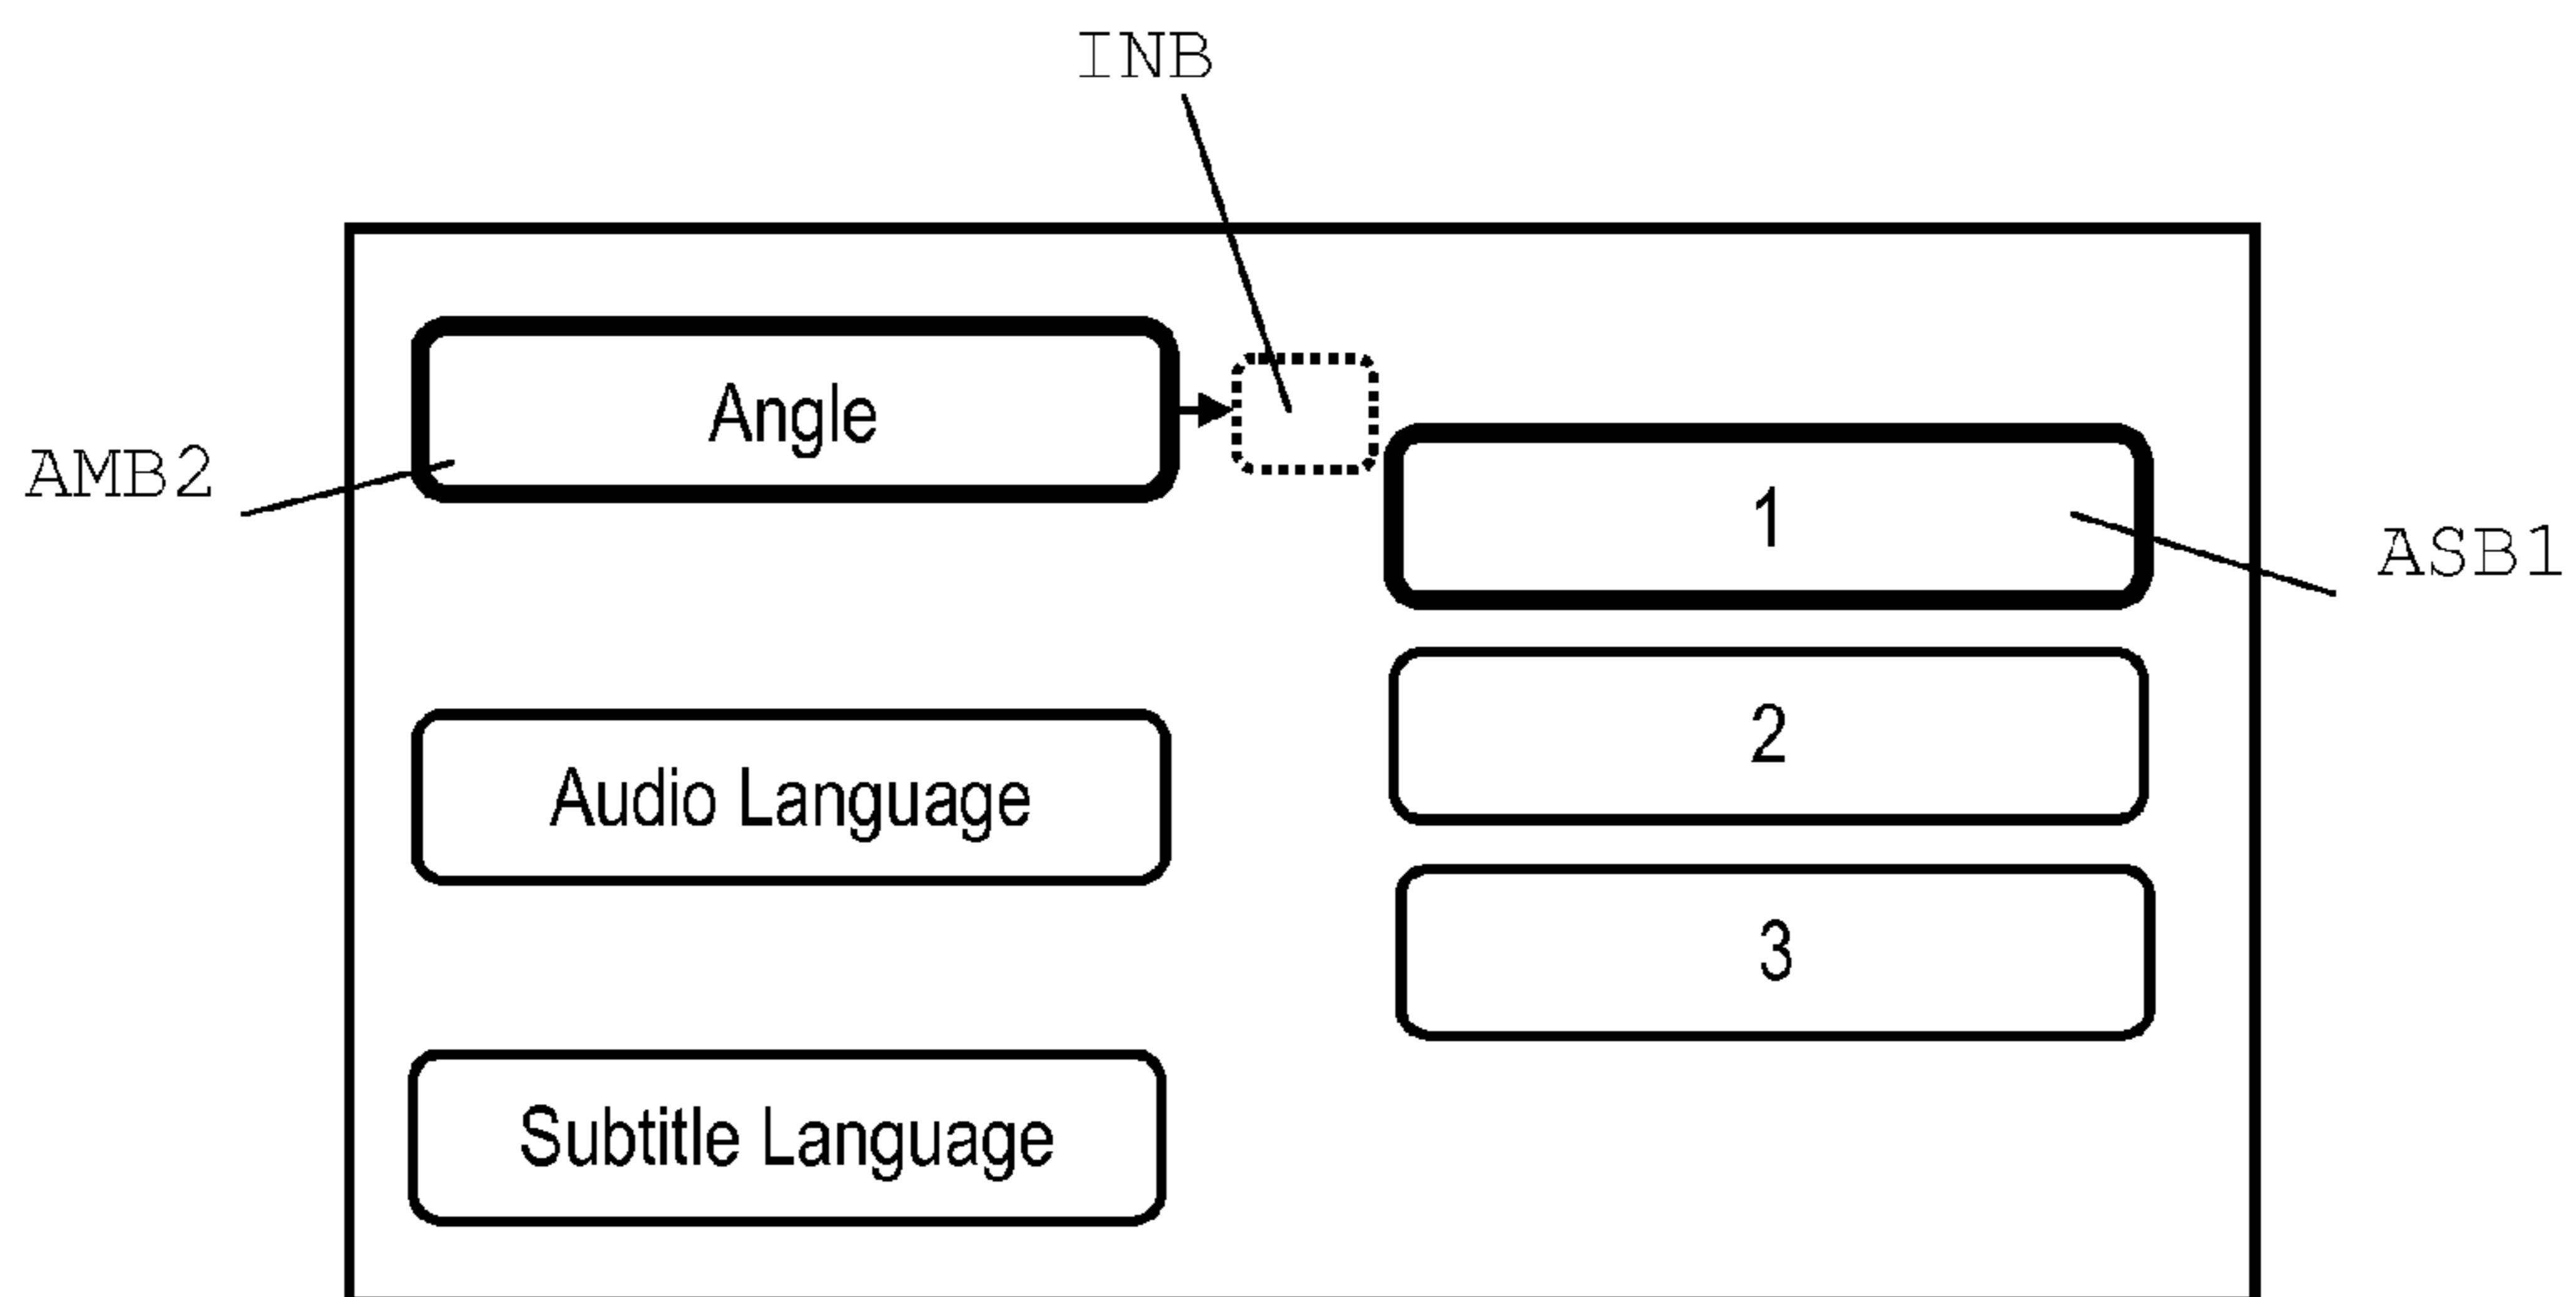 INB
Angle
AMB2
1
ASB1
2
Audio Language
3
Subtitle Language